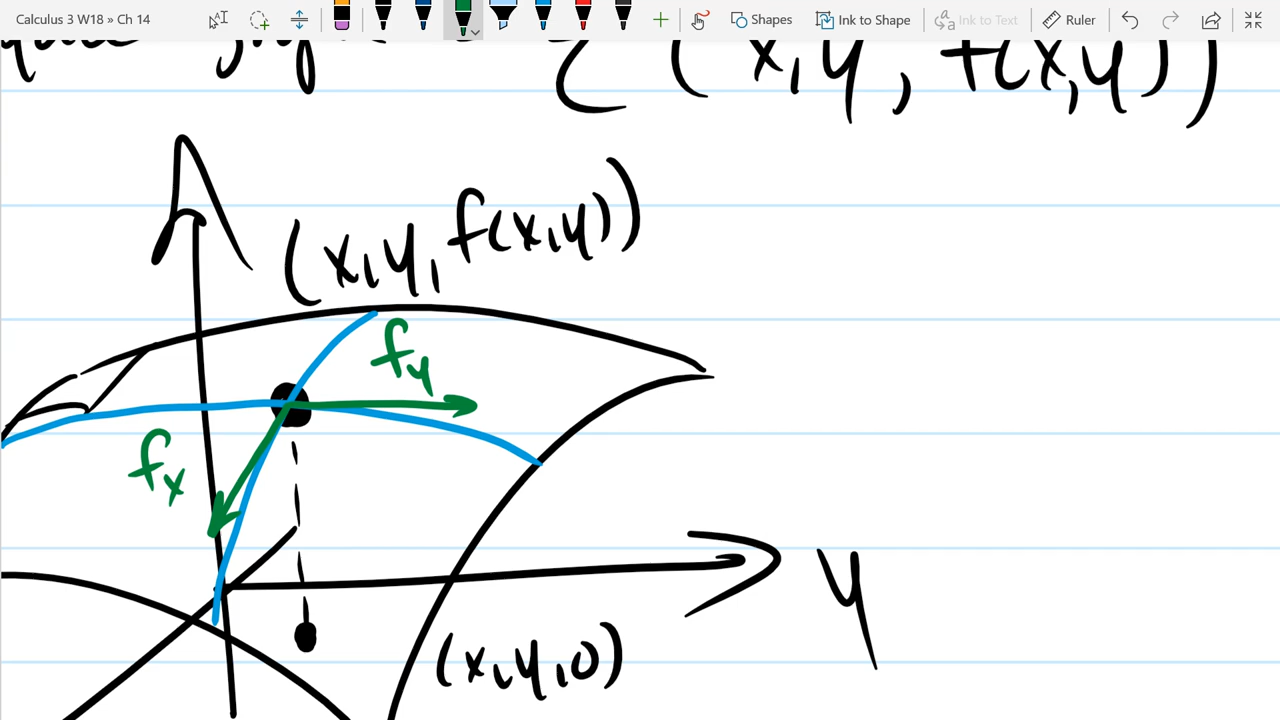 Calculus 3 W18 » Ch 14
Shapes
Ink to Shape
Ink to Text
Ruler
(x,y, f(x,y))
(x,y, f(x,y))
fy
fx
y
(x,y,0)